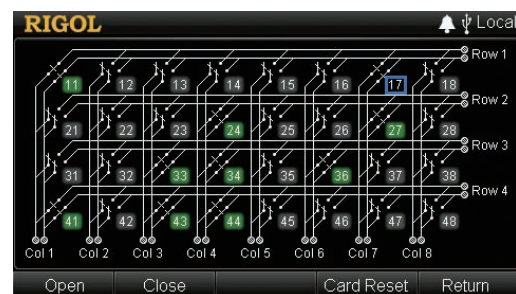 RIGOL Local
Row 1
11 12 13 14 15 16 17 18
Row 2
21 22 23 24 25 26 27 28
Row 3
31 32 33 34 35 36 37 38
Row 4
41 42 43 44 45 46 47 48
Col 1 Col 2 Col 3 Col 4 Col 5 Col 6 Col 7 Col 8
Open Close Card Reset Return